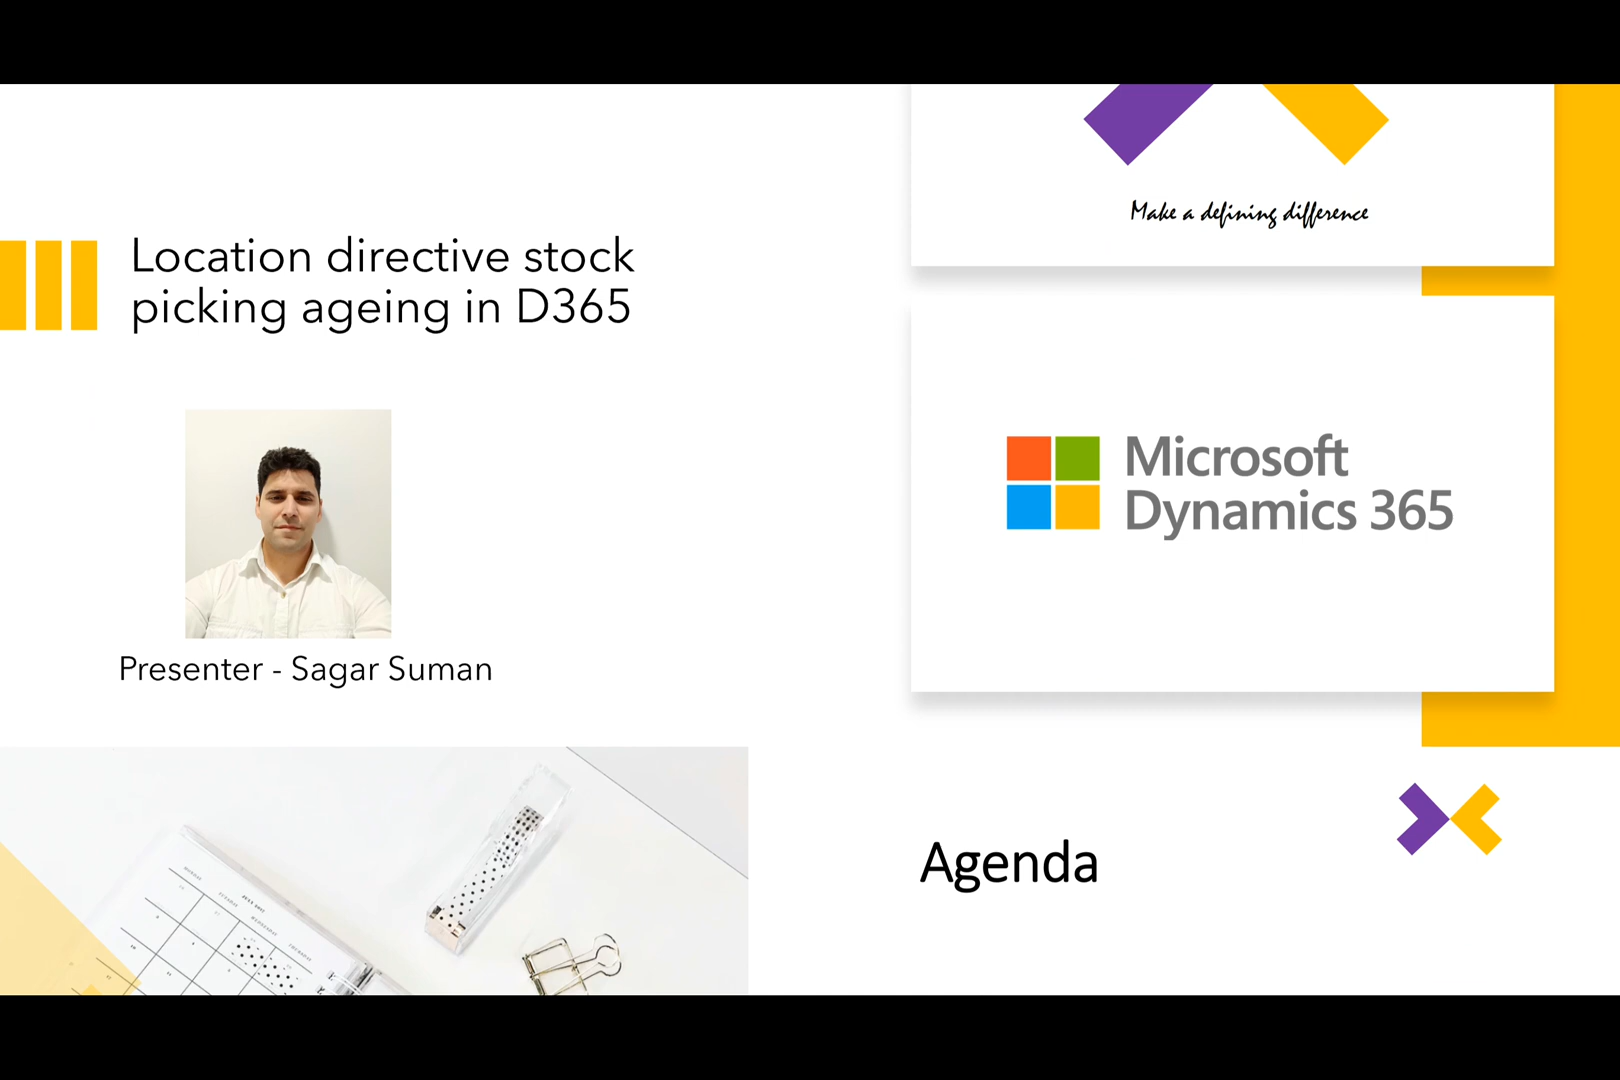 Make a defining difference
Location directive stock
picking ageing in D365
Microsoft
Dynamics 365
Presenter - Sagar Suman
Agenda